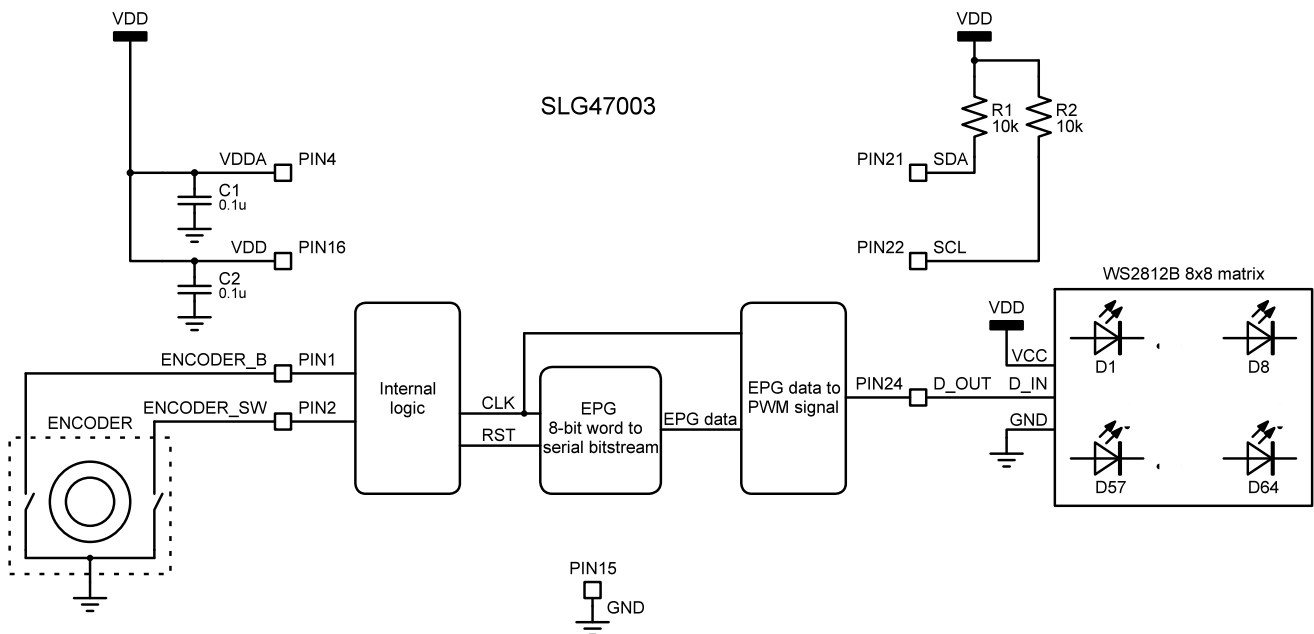 VDD
VDD
SLG47003
R1
10k
R2
10k
VDDA
PIN4
PIN21
SDA
C1
0.1u
VDD
PIN16
PIN22
SCL
C2
0.1u
WS2812B 8x8 matrix
VDD
ENCODER_B
PIN1
VCC
D1
D8
Internal
logic
CLK
EPG
8-bit word to
serial bitstream
RST
EPG data
EPG data to
PWM signal
PIN24
D_OUT
D_IN
ENCODER_SW
PIN2
GND
ENCODER
D57
D64
PIN15
GND